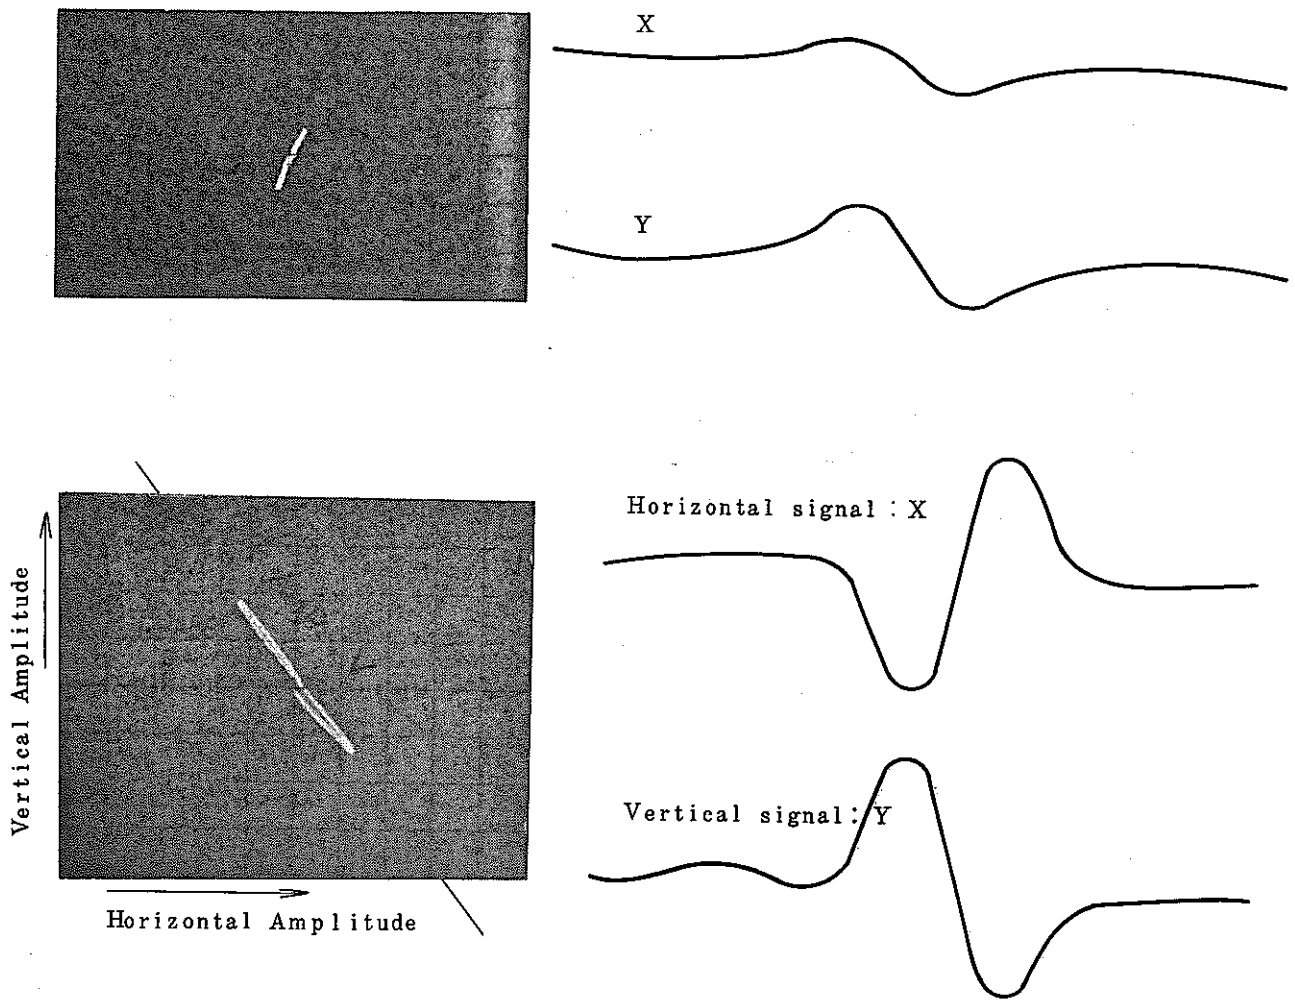 X
Y
Horizontal signal : X
Vertical Amplitude
Vertical signal: Y
Horizontal Amplitude